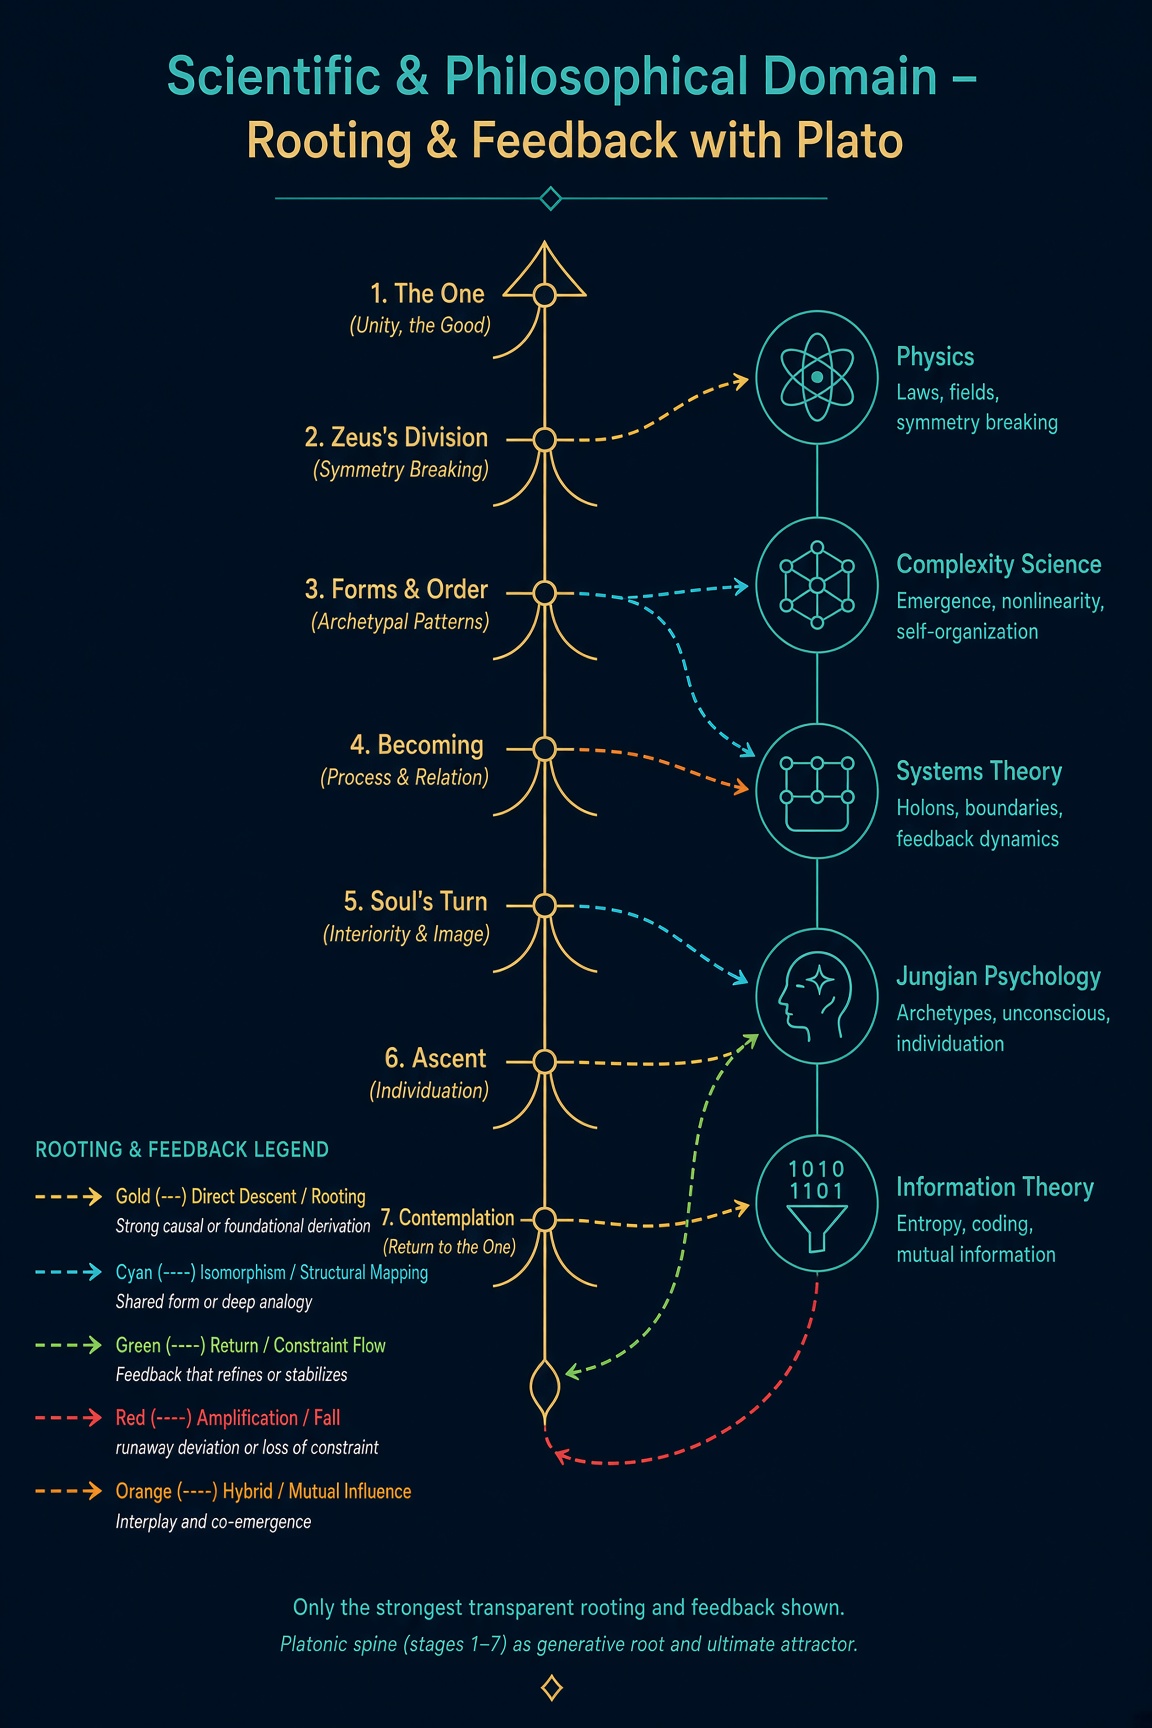 Scientific & Philosophical Domain –
Rooting & Feedback with Plato
1. The One
(Unity, the Good)
2. Zeus's Division
(Symmetry Breaking)
3. Forms & Order
(Archetypal Patterns)
4. Becoming
(Process & Relation)
5. Soul's Turn
(Interiority & Image)
6. Ascent
(Individuation)
7. Contemplation
(Return to the One)
Physics
Laws, fields,
symmetry breaking
Complexity Science
Emergence, nonlinearity,
self-organization
Systems Theory
Holons, boundaries,
feedback dynamics
Jungian Psychology
Archetypes, unconscious,
individuation
1010
1101
Information Theory
Entropy, coding,
mutual information
ROOTING & FEEDBACK LEGEND
Gold (---) Direct Descent / Rooting
Strong causal or foundational derivation
Cyan (----) Isomorphism / Structural Mapping
Shared form or deep analogy
Green (----) Return / Constraint Flow
Feedback that refines or stabilizes
Red (----) Amplification / Fall
runaway deviation or loss of constraint
Orange (----) Hybrid / Mutual Influence
Interplay and co-emergence
Only the strongest transparent rooting and feedback shown.
Platonic spine (stages 1–7) as generative root and ultimate attractor.